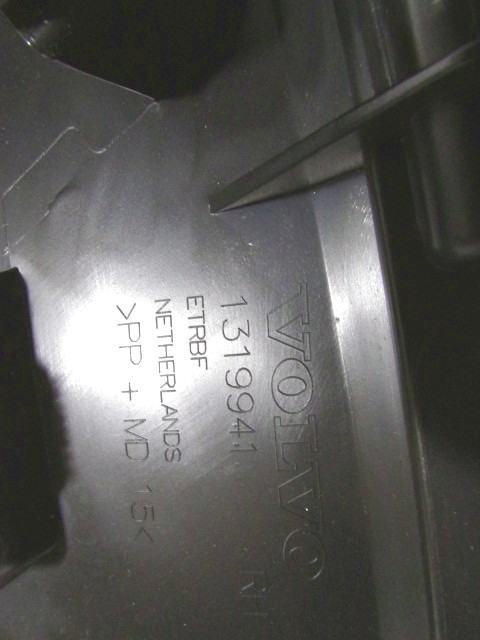 VOLVO
1319941
ETRBF
NETHERLANDS
>PP + MD 15<